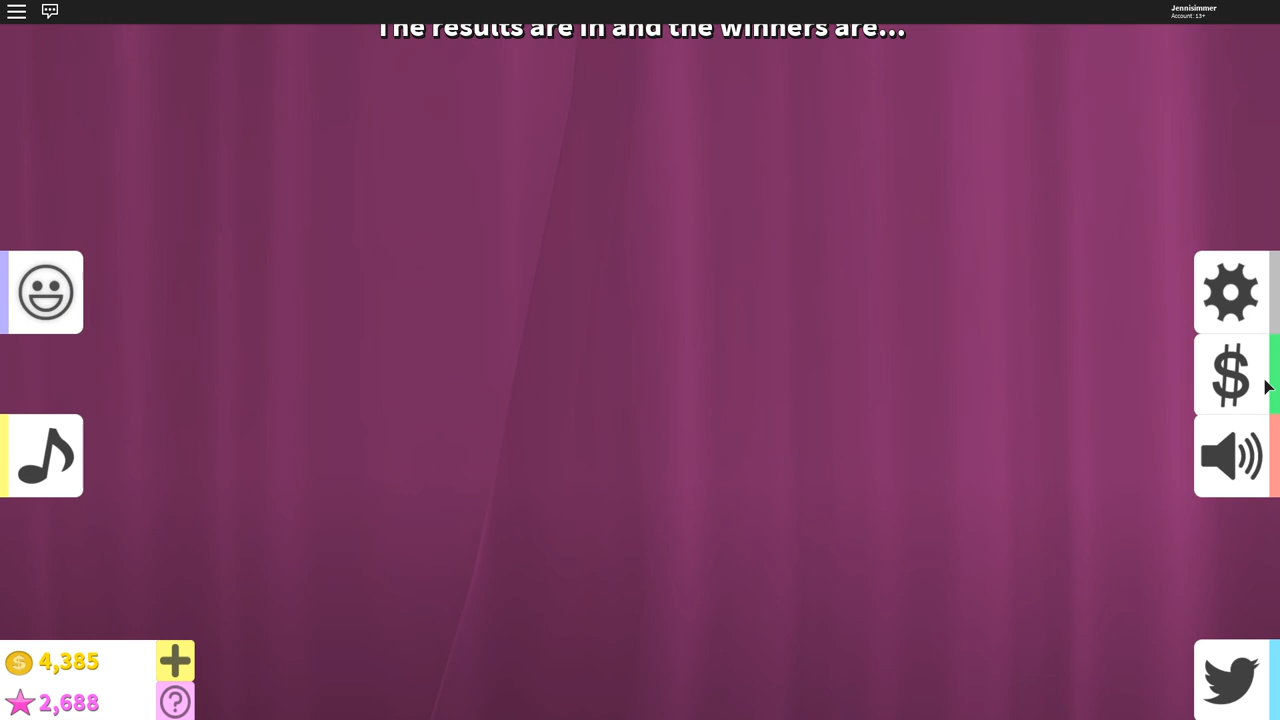 Jennisimmer
Account: 13+
The results are in and the winners are...
$
4,385
+
2,688
?